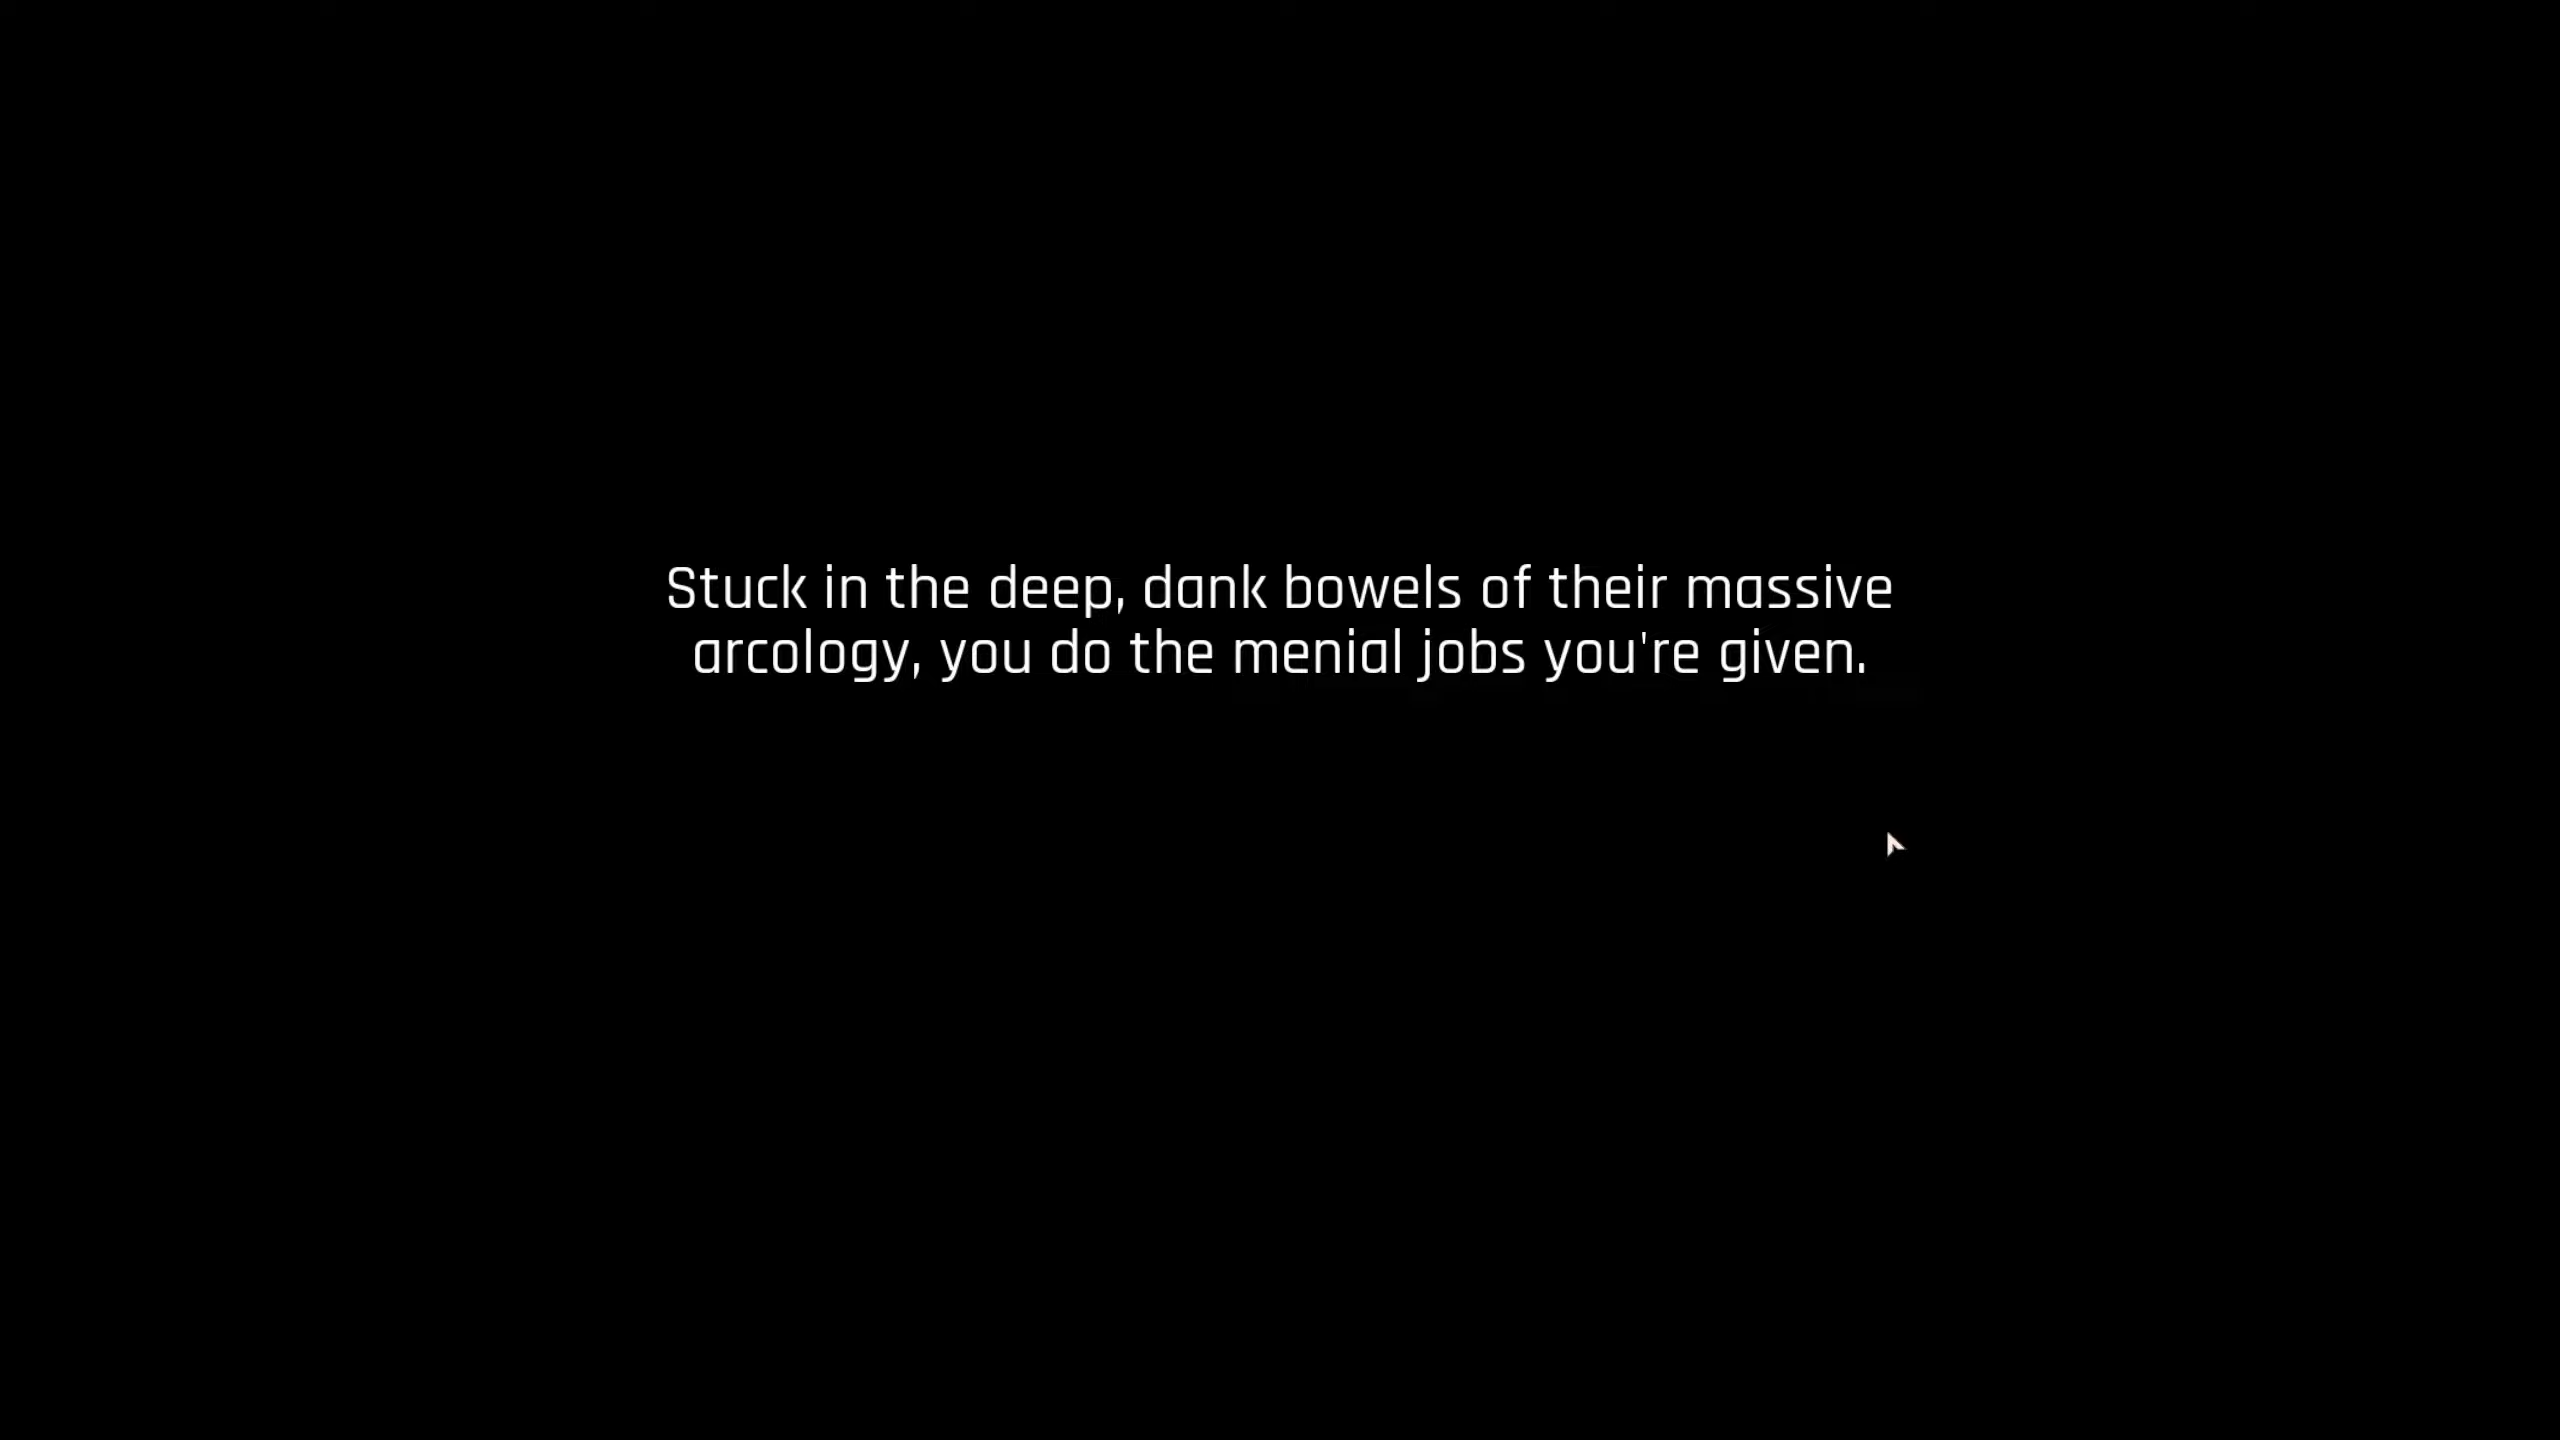 Stuck in the deep, dank bowels of their massive
arcology, you do the menial jobs you're given.